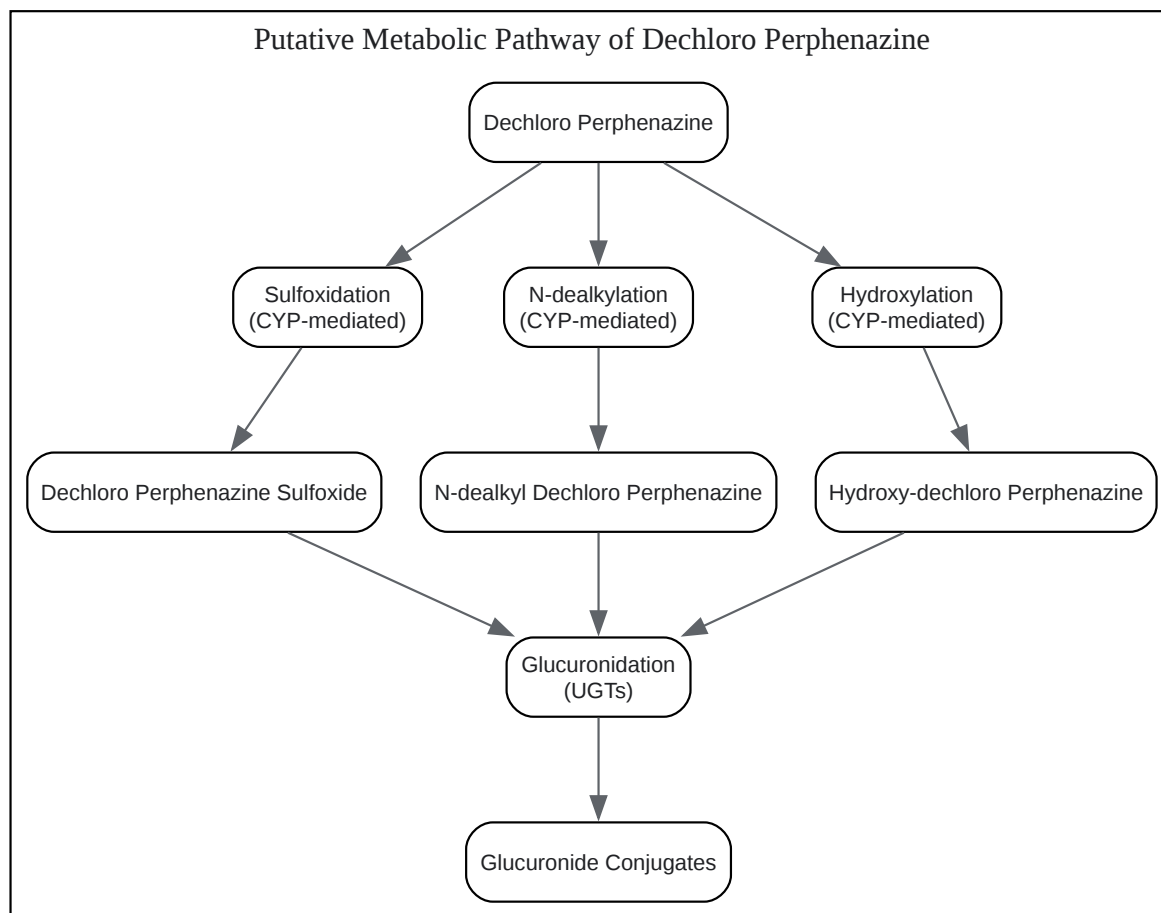 Putative Metabolic Pathway of Dechloro Perphenazine
Dechloro Perphenazine
Sulfoxidation
(CYP-mediated)
N-dealkylation
(CYP-mediated)
Hydroxylation
(CYP-mediated)
Dechloro Perphenazine Sulfoxide
N-dealkyl Dechloro Perphenazine
Hydroxy-dechloro Perphenazine
Glucuronidation
(UGTs)
Glucuronide Conjugates